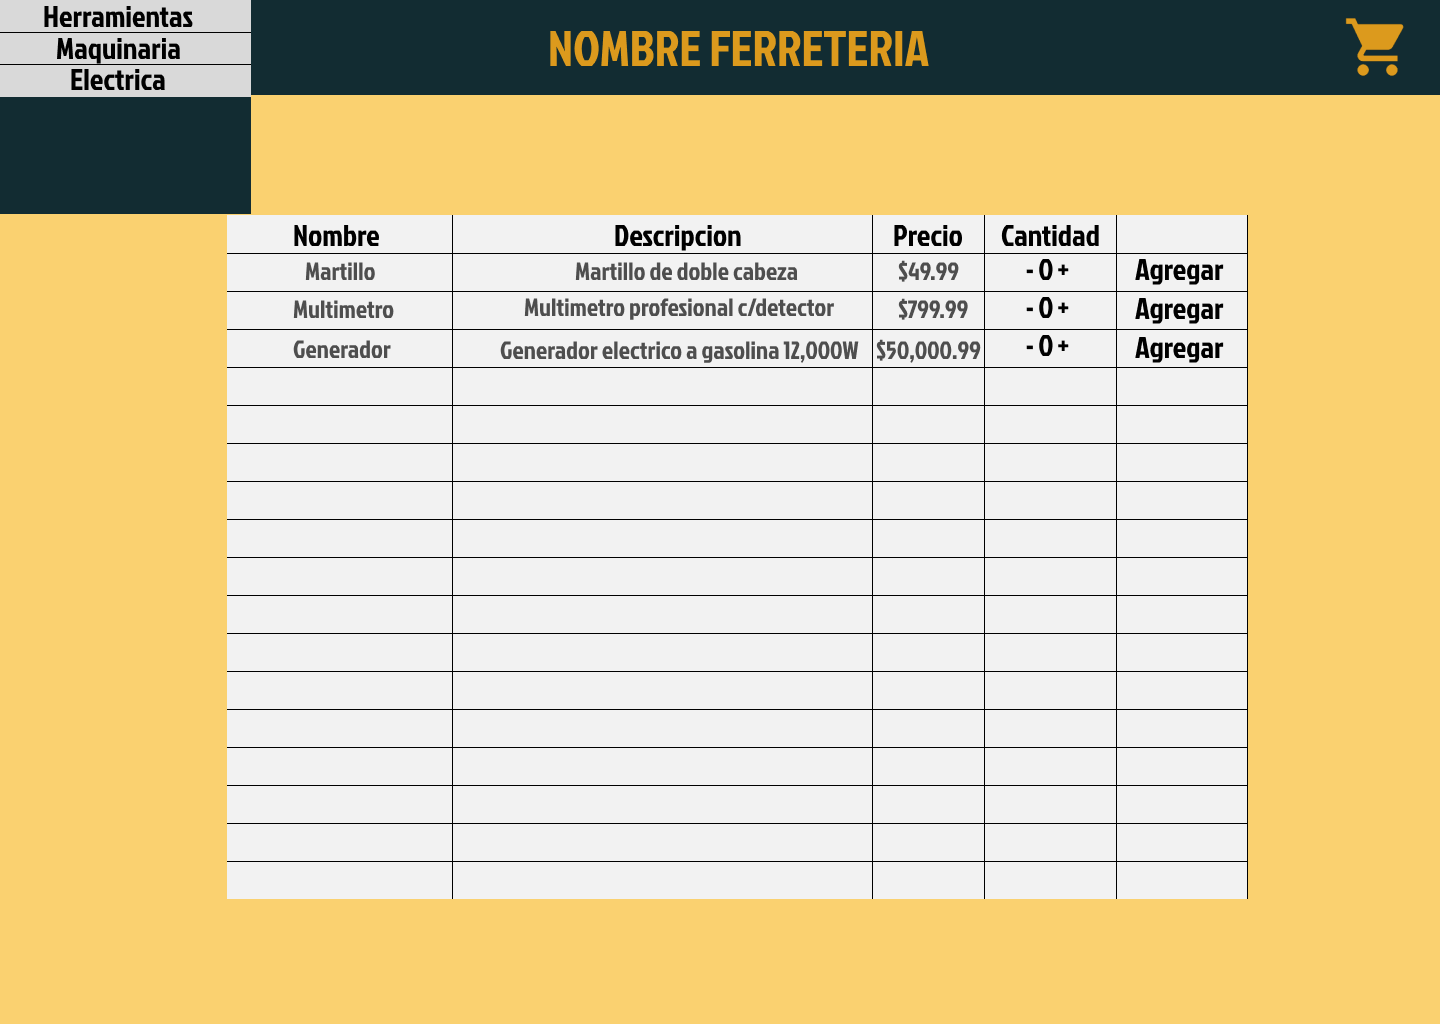 Herramientas
Maquinaria
Electrica
NOMBRE FERRETERIA
Nombre Descripcion Precio Cantidad
Martillo Martillo de doble cabeza $49.99 - 0 + Agregar
Multimetro Multimetro profesional c/detector $799.99 - 0 + Agregar
Generador Generador electrico a gasolina 12,000W $50,000.99 - 0 + Agregar